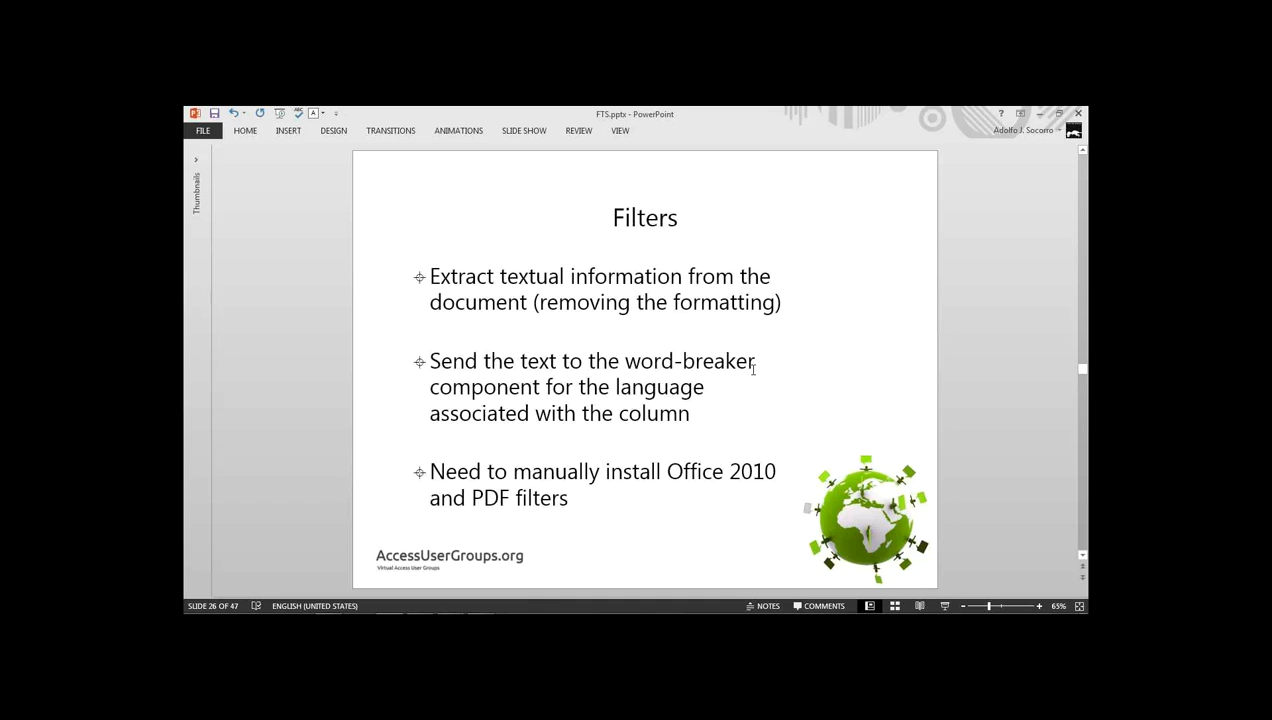 FTS.pptx - PowerPoint
FILE HOME INSERT DESIGN TRANSITIONS ANIMATIONS SLIDE SHOW REVIEW VIEW
Adolfo J. Socorro
Thumbnails
Filters
Extract textual information from the
document (removing the formatting)
Send the text to the word-breaker
component for the language
associated with the column
Need to manually install Office 2010
and PDF filters
AccessUserGroups.org
Virtual Access User Groups
SLIDE 26 OF 47 ENGLISH (UNITED STATES) NOTES COMMENTS 65%